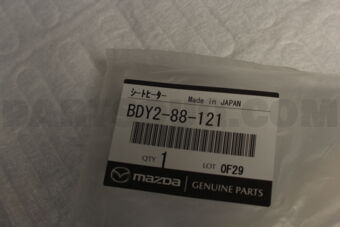 シートヒーター Made in JAPAN
BDY2-88-121
QTY 1 LOT 0F29
mazda GENUINE PARTS